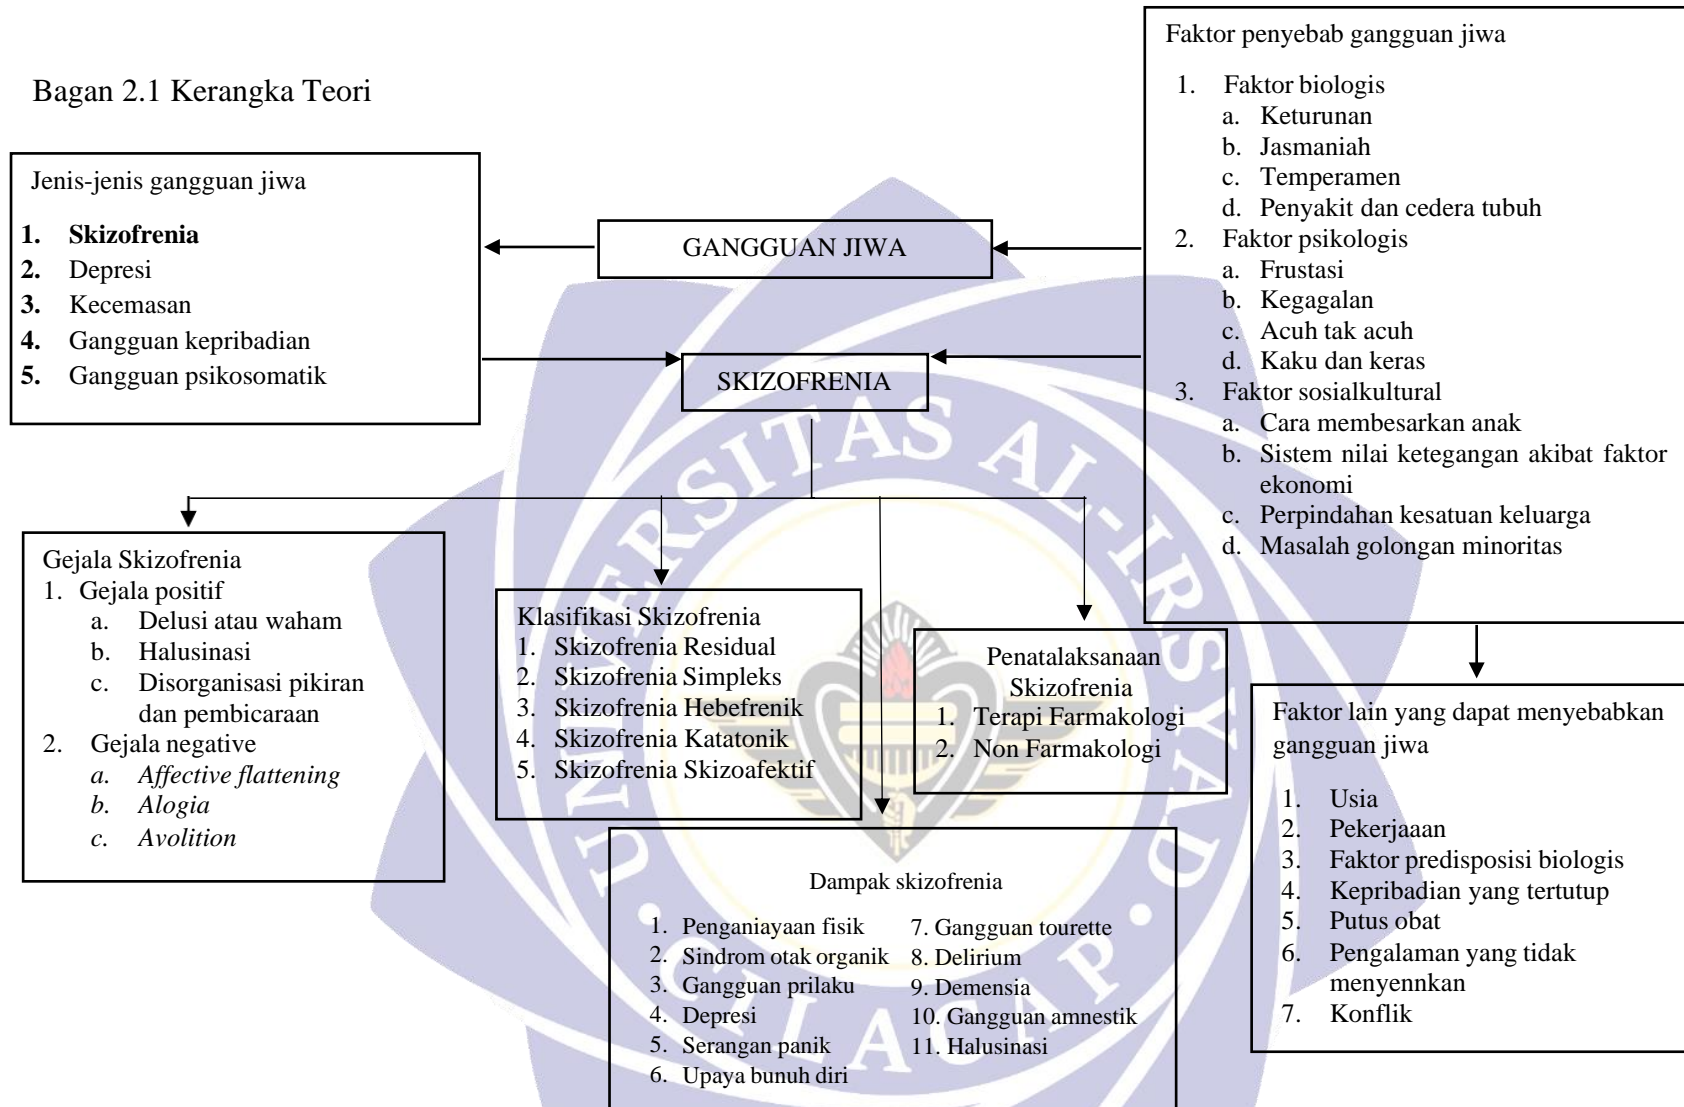 Bagan 2.1 Kerangka Teori
Faktor penyebab gangguan jiwa
1. Faktor biologis
a. Keturunan
b. Jasmaniah
c. Temperamen
d. Penyakit dan cedera tubuh
2. Faktor psikologis
a. Frustasi
b. Kegagalan
c. Acuh tak acuh
d. Kaku dan keras
3. Faktor sosialkultural
a. Cara membesarkan anak
b. Sistem nilai ketegangan akibat faktor
ekonomi
c. Perpindahan kesatuan keluarga
d. Masalah golongan minoritas
Jenis-jenis gangguan jiwa
1. Skizofrenia
2. Depresi
3. Kecemasan
4. Gangguan kepribadian
5. Gangguan psikosomatik
GANGGUAN JIWA
SKIZOFRENIA
Gejala Skizofrenia
1. Gejala positif
a. Delusi atau waham
b. Halusinasi
c. Disorganisasi pikiran
dan pembicaraan
2. Gejala negative
a. Affective flattening
b. Alogia
c. Avolition
Klasifikasi Skizofrenia
1. Skizofrenia Residual
2. Skizofrenia Simpleks
3. Skizofrenia Hebefrenik
4. Skizofrenia Katatonik
5. Skizofrenia Skizoafektif
Penatalaksanaan
Skizofrenia
1. Terapi Farmakologi
2. Non Farmakologi
Faktor lain yang dapat menyebabkan
gangguan jiwa
1. Usia
2. Pekerjaaan
3. Faktor predisposisi biologis
4. Kepribadian yang tertutup
5. Putus obat
6. Pengalaman yang tidak
menyennkan
7. Konflik
Dampak skizofrenia
1. Penganiayaan fisik
2. Sindrom otak organik
3. Gangguan prilaku
4. Depresi
5. Serangan panik
6. Upaya bunuh diri
7. Gangguan tourette
8. Delirium
9. Demensia
10. Gangguan amnestik
11. Halusinasi
UNIVERSITAS AL-IRSYAD
CILACAP